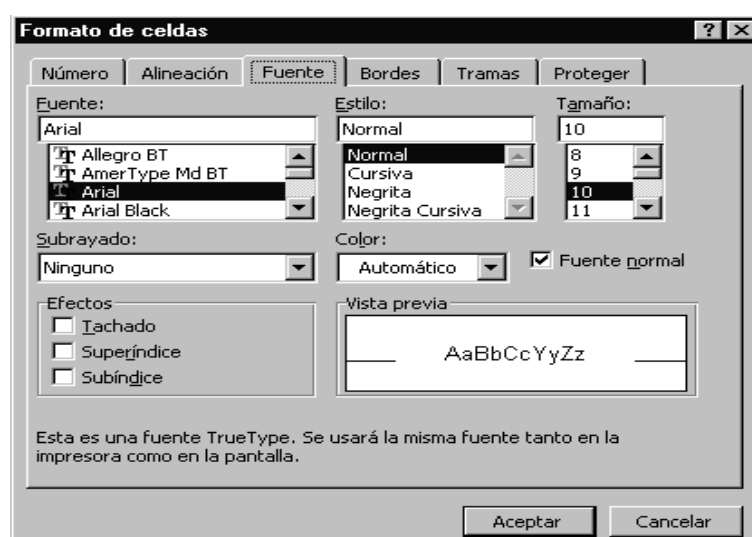 Formato de celdas
Número Alineación Fuente Bordes Tramas Proteger
Fuente: Estilo: Tamaño:
Arial Normal 10
Allegro BT Normal 8
AmerType Md BT Cursiva 9
Arial Negrita 10
Arial Black Negrita Cursiva 11
Subrayado: Color:
Ninguno Automático Fuente normal
Efectos Vista previa
Tachado
Superíndice AaBbCcYyZz
Subíndice
Esta es una fuente TrueType. Se usará la misma fuente tanto en la
impresora como en la pantalla.
Aceptar Cancelar